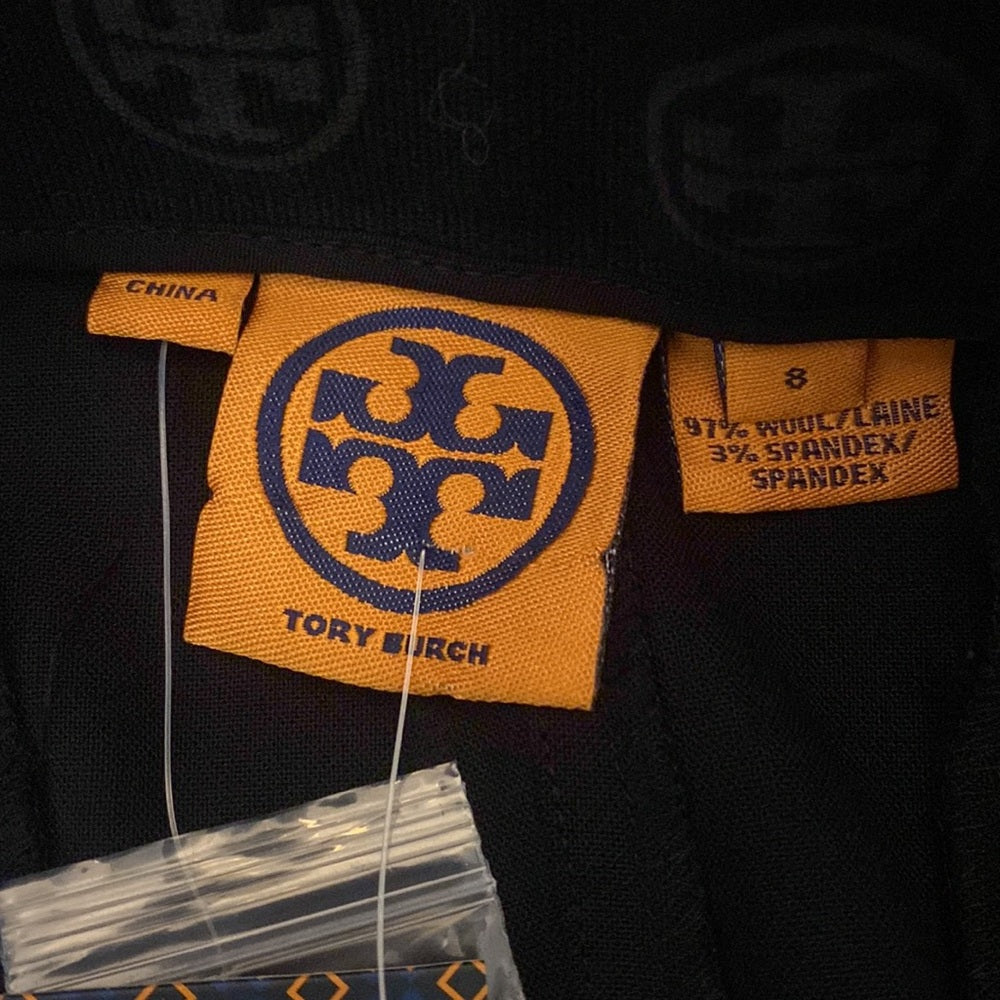 CHINA
TORY BURCH
8
97% WOOL/LAINE
3% SPANDEX/
SPANDEX